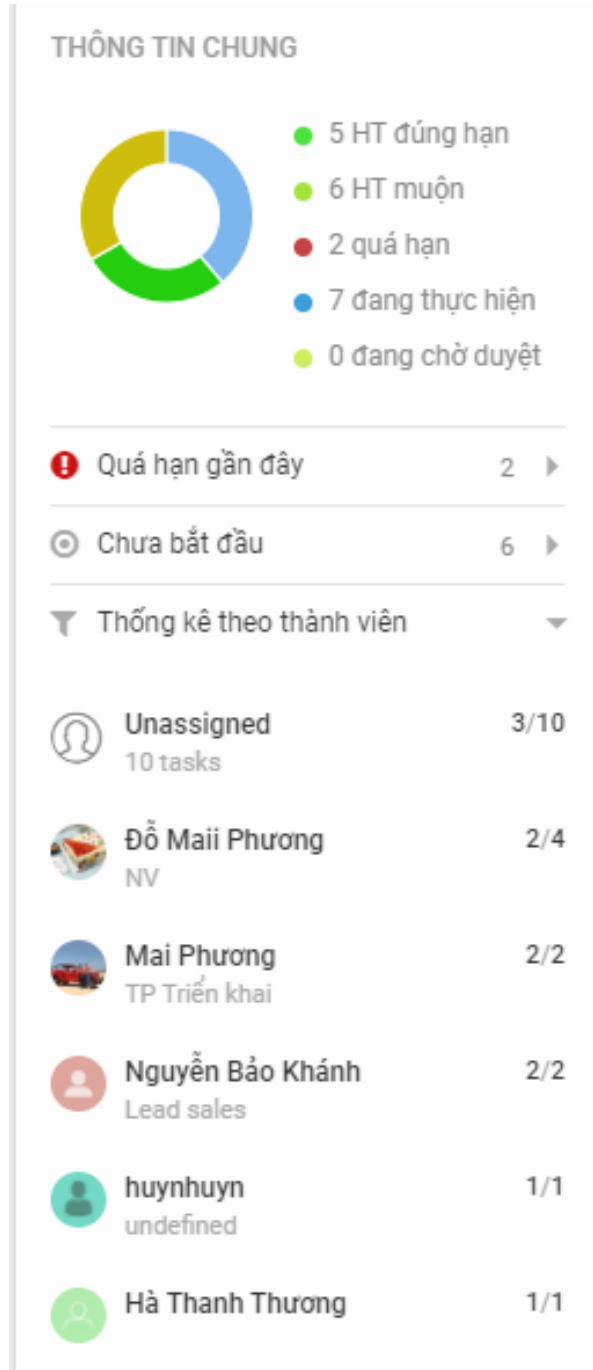 THÔNG TIN CHUNG
5 HT đúng hạn
6 HT muộn
2 quá hạn
7 đang thực hiện
0 đang chờ duyệt
Quá hạn gần đây 2
Chưa bắt đầu 6
Thống kê theo thành viên
Unassigned 3/10
10 tasks
Đỗ Maii Phương 2/4
NV
Mai Phương 2/2
TP Triển khai
Nguyễn Bảo Khánh 2/2
Lead sales
huynhuyn 1/1
undefined
Hà Thanh Thương 1/1